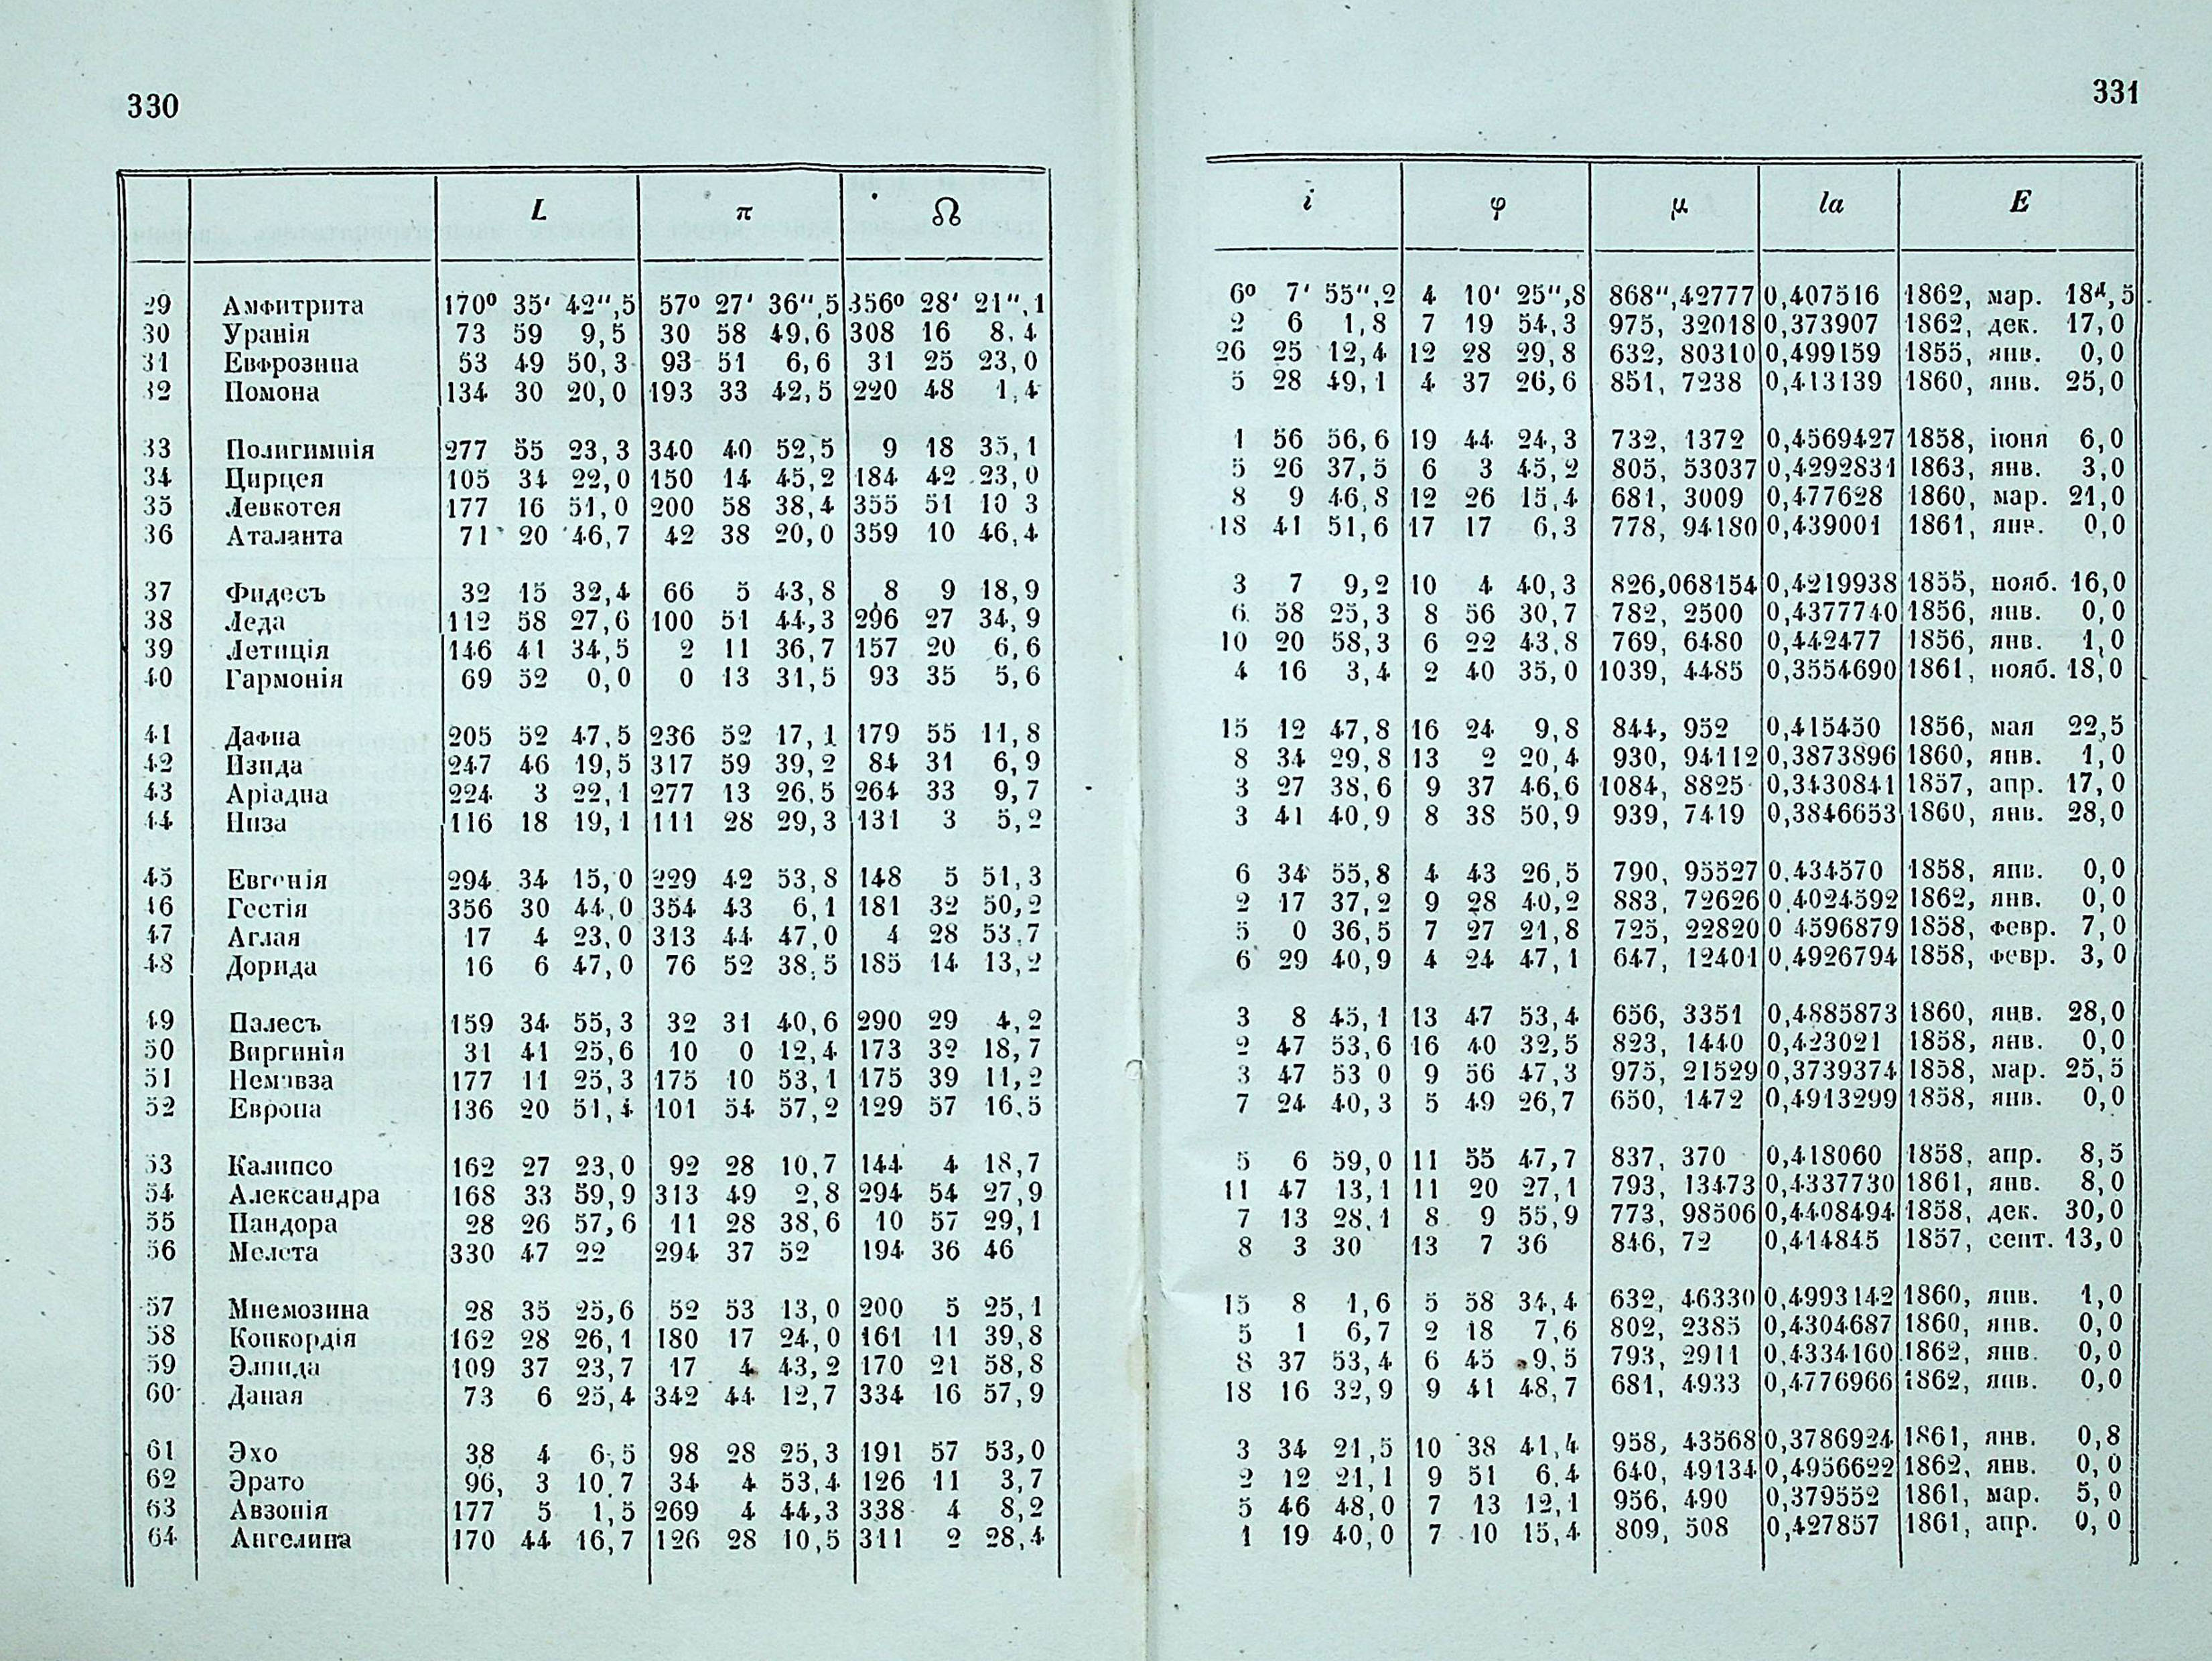 330
L π ☊
29 Амфитрита 170° 35′ 42″,5 57° 27′ 36″,5 356° 28′ 21″,1
30 Уранія 73 59 9,5 30 58 49,6 308 16 8,4
31 Евфрозина 53 49 50,3 93 51 6,6 31 25 23,0
32 Помона 134 30 20,0 193 33 42,5 220 48 1,4
33 Полигимнія 277 55 23,3 340 40 52,5 9 18 35,1
34 Цирцея 105 34 22,0 150 14 45,2 184 42 23,0
35 Левкотея 177 16 51,0 200 58 38,4 355 51 10 3
36 Аталанта 71 20 46,7 42 38 20,0 359 10 46,4
37 Фидесъ 32 15 32,4 66 5 43,8 8 9 18,9
38 Леда 112 58 27,6 100 51 44,3 296 27 34,9
39 Летиція 146 41 34,5 2 11 36,7 157 20 6,6
40 Гармонія 69 52 0,0 0 13 31,5 93 35 5,6
41 Дафна 205 52 47,5 236 52 17,1 179 55 11,8
42 Изида 247 46 19,5 317 59 39,2 84 31 6,9
43 Аріадна 224 3 22,1 277 13 26,5 264 33 9,7
44 Низа 116 18 19,1 111 28 29,3 131 3 5,2
45 Евгенія 294 34 15,0 229 42 53,8 148 5 51,3
46 Гестія 356 30 44,0 354 43 6,1 181 32 50,2
47 Аглая 17 4 23,0 313 44 47,0 4 28 53,7
48 Дорида 16 6 47,0 76 52 38,5 185 14 13,2
49 Палесъ 159 34 55,3 32 31 40,6 290 29 4,2
50 Виргинія 31 41 25,6 10 0 12,4 173 32 18,7
51 Немавза 177 11 25,3 175 10 53,1 175 39 11,2
52 Европа 136 20 51,4 101 54 57,2 129 57 16,5
53 Калипсо 162 27 23,0 92 28 10,7 144 4 18,7
54 Александра 168 33 59,9 313 49 2,8 294 54 27,9
55 Пандора 28 26 57,6 11 28 38,6 10 57 29,1
56 Мелета 330 47 22 294 37 52 194 36 46
57 Мнемозина 28 35 25,6 52 53 13,0 200 5 25,1
58 Конкордія 162 28 26,1 180 17 24,0 161 11 39,8
59 Элпида 109 37 23,7 17 4 43,2 170 21 58,8
60 Даная 73 6 25,4 342 44 12,7 334 16 57,9
61 Эхо 38 4 6,5 98 28 25,3 191 57 53,0
62 Эрато 96, 3 10,7 34 4 53,4 126 11 3,7
63 Авзонія 177 5 1,5 269 4 44,3 338 4 8,2
64 Ангелина 170 44 16,7 126 28 10,5 311 2 28,4
331
i φ μ la E
6° 7′ 55″,2 4 10′ 25″,8 868″,42777 0,407516 1862, мар. 18д,5
2 6 1,8 7 19 54,3 975, 32018 0,373907 1862, дек. 17,0
26 25 12,4 12 28 29,8 632, 80310 0,499159 1855, янв. 0,0
5 28 49,1 4 37 26,6 851, 7238 0,413139 1860, янв. 25,0
1 56 56,6 19 44 24,3 732, 1372 0,4569427 1858, іюня 6,0
5 26 37,5 6 3 45,2 805, 53037 0,4292831 1863, янв. 3,0
8 9 46,8 12 26 15,4 681, 3009 0,477628 1860, мар. 21,0
18 41 51,6 17 17 6,3 778, 94180 0,439001 1861, янв. 0,0
3 7 9,2 10 4 40,3 826,068154 0,4219938 1855, нояб. 16,0
6 58 25,3 8 56 30,7 782, 2500 0,4377740 1856, янв. 0,0
10 20 58,3 6 22 43,8 769, 6480 0,442477 1856, янв. 1,0
4 16 3,4 2 40 35,0 1039, 4485 0,3554690 1861, нояб. 18,0
15 12 47,8 16 24 9,8 844, 952 0,415450 1856, мая 22,5
8 34 29,8 13 2 20,4 930, 94112 0,3873896 1860, янв. 1,0
3 27 38,6 9 37 46,6 1084, 8825 0,3430841 1857, апр. 17,0
3 41 40,9 8 38 50,9 939, 7419 0,3846653 1860, янв. 28,0
6 34 55,8 4 43 26,5 790, 95527 0,434570 1858, янв. 0,0
2 17 37,2 9 28 40,2 883, 72626 0,4024592 1862, янв. 0,0
5 0 36,5 7 27 21,8 725, 22820 0 4596879 1858, февр. 7,0
6 29 40,9 4 24 47,1 647, 12401 0,4926794 1858, февр. 3,0
3 8 45,1 13 47 53,4 656, 3351 0,4885873 1860, янв. 28,0
2 47 53,6 16 40 32,5 823, 1440 0,423021 1858, янв. 0,0
3 47 53 0 9 56 47,3 975, 21529 0,3739374 1858, мар. 25,5
7 24 40,3 5 49 26,7 650, 1472 0,4913299 1858, янв. 0,0
5 6 59,0 11 55 47,7 837, 370 0,418060 1858, апр. 8,5
11 47 13,1 11 20 27,1 793, 13473 0,4337730 1861, янв. 8,0
7 13 28,1 8 9 55,9 773, 98506 0,4408494 1858, дек. 30,0
8 3 30 13 7 36 846, 72 0,414845 1857, сент. 13,0
15 8 1,6 5 58 34,4 632, 46330 0,4993142 1860, янв. 1,0
5 1 6,7 2 18 7,6 802, 2385 0,4304687 1860, янв. 0,0
8 37 53,4 6 45 9,5 793, 2911 0,4334160 1862, янв. 0,0
18 16 32,9 9 41 48,7 681, 4933 0,4776966 1862, янв. 0,0
3 34 21,5 10 38 41,4 958, 43568 0,3786924 1861, янв. 0,8
2 12 21,1 9 51 6,4 640, 49134 0,4956622 1862, янв. 0,0
5 46 48,0 7 13 12,1 956, 490 0,379552 1861, мар. 5,0
1 19 40,0 7 10 15,4 809, 508 0,427857 1861, апр. 0,0